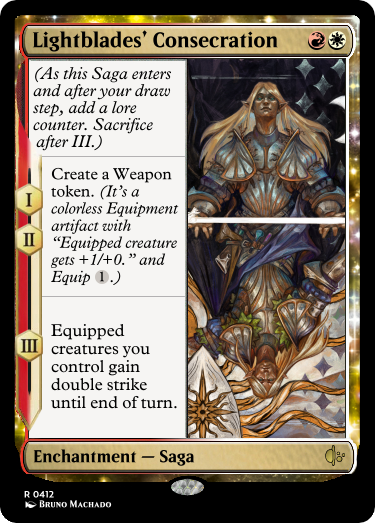 Lightblades' Consecration
(As this Saga enters
and after your draw
step, add a lore
counter. Sacrifice
after III.)
I
II
Create a Weapon
token. (It's a
colorless Equipment
artifact with
“Equipped creature
gets +1/+0.” and
Equip 1.)
III
Equipped
creatures you
control gain
double strike
until end of turn.
Enchantment — Saga
R 0412
Bruno Machado